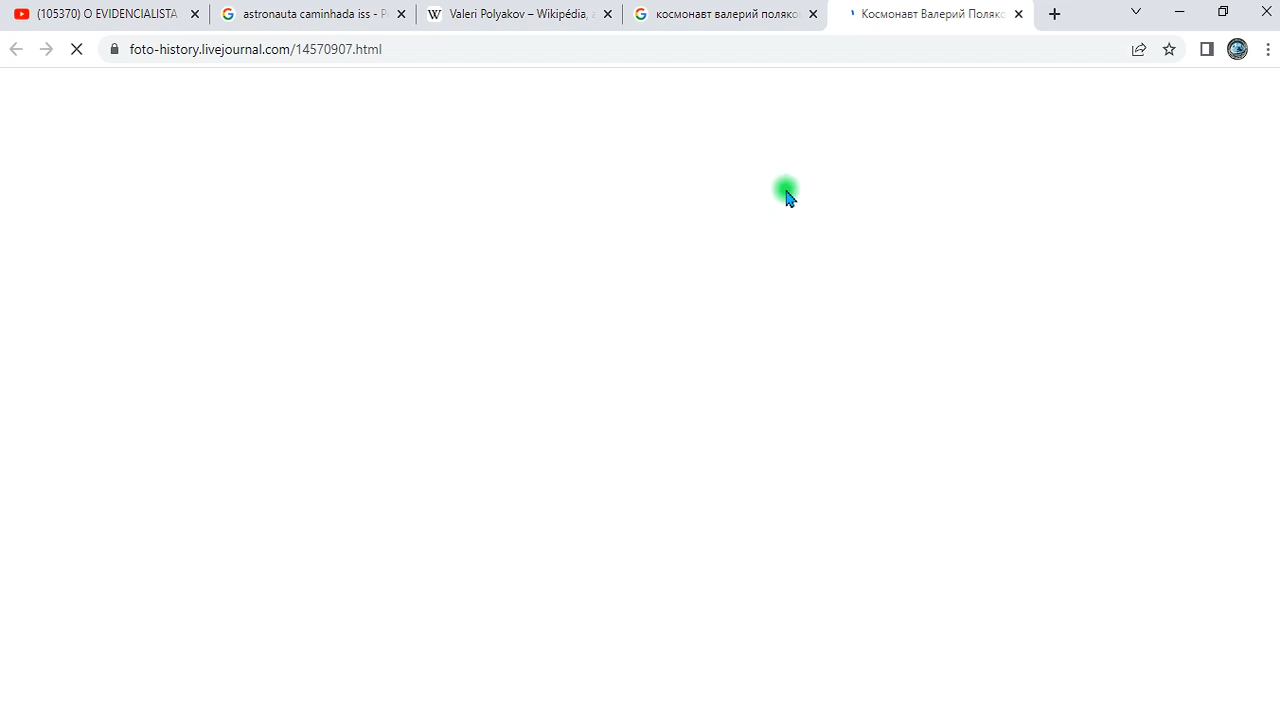 (105370) O EVIDENCIALISTA
astronauta caminhada iss - P
Valeri Polyakov – Wikipédia, a
космонавт валерий поляко
Космонавт Валерий Поляко
foto-history.livejournal.com/14570907.html